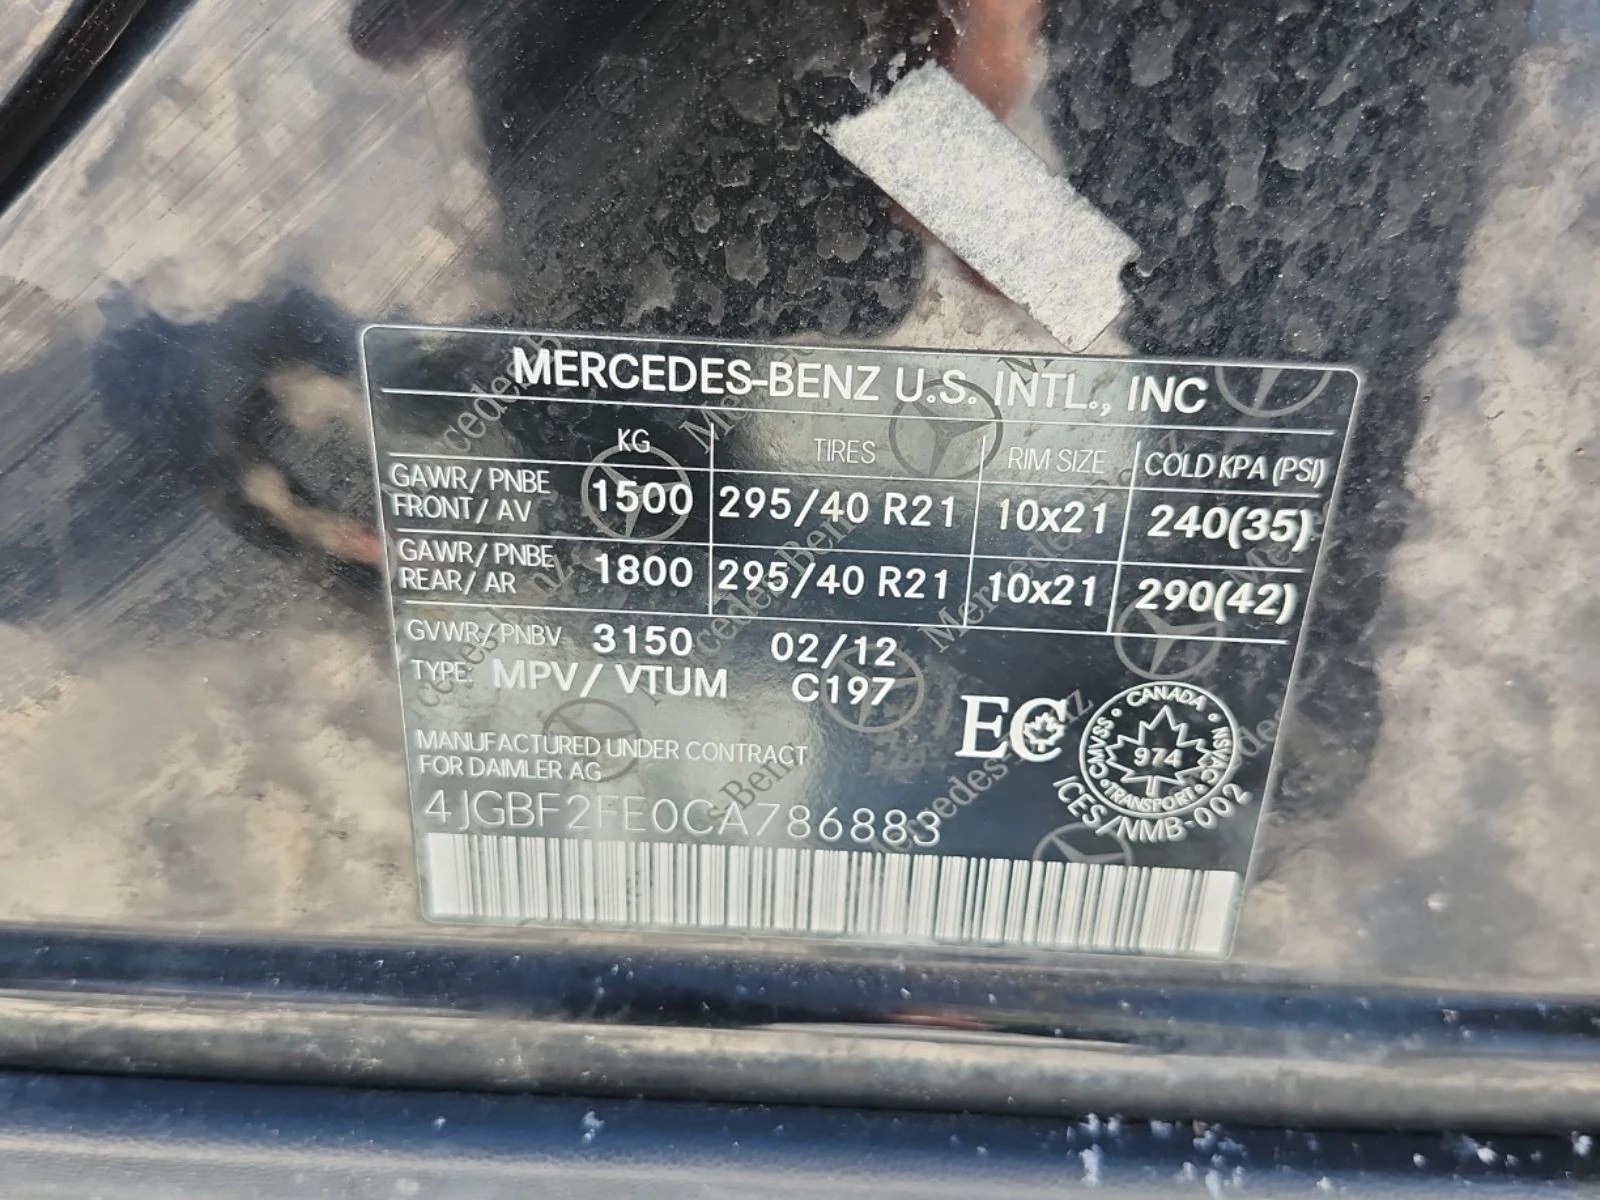 MERCEDES-BENZ U.S. INTL., INC
KG TIRES RIM SIZE COLD KPA (PSI)
GAWR/ PNBE
FRONT/ AV 1500 295/40 R21 10x21 240(35)
GAWR/ PNBE
REAR/ AR 1800 295/40 R21 10x21 290(42)
GVWR/ PNBV 3150 02/12
TYPE: MPV/ VTUM C197
MANUFACTURED UNDER CONTRACT
FOR DAIMLER AG
EC
CANADA
CMVSS NSVAC
974
TRANSPORT
ICES/NMB-002
4JGBF2FE0CA786883